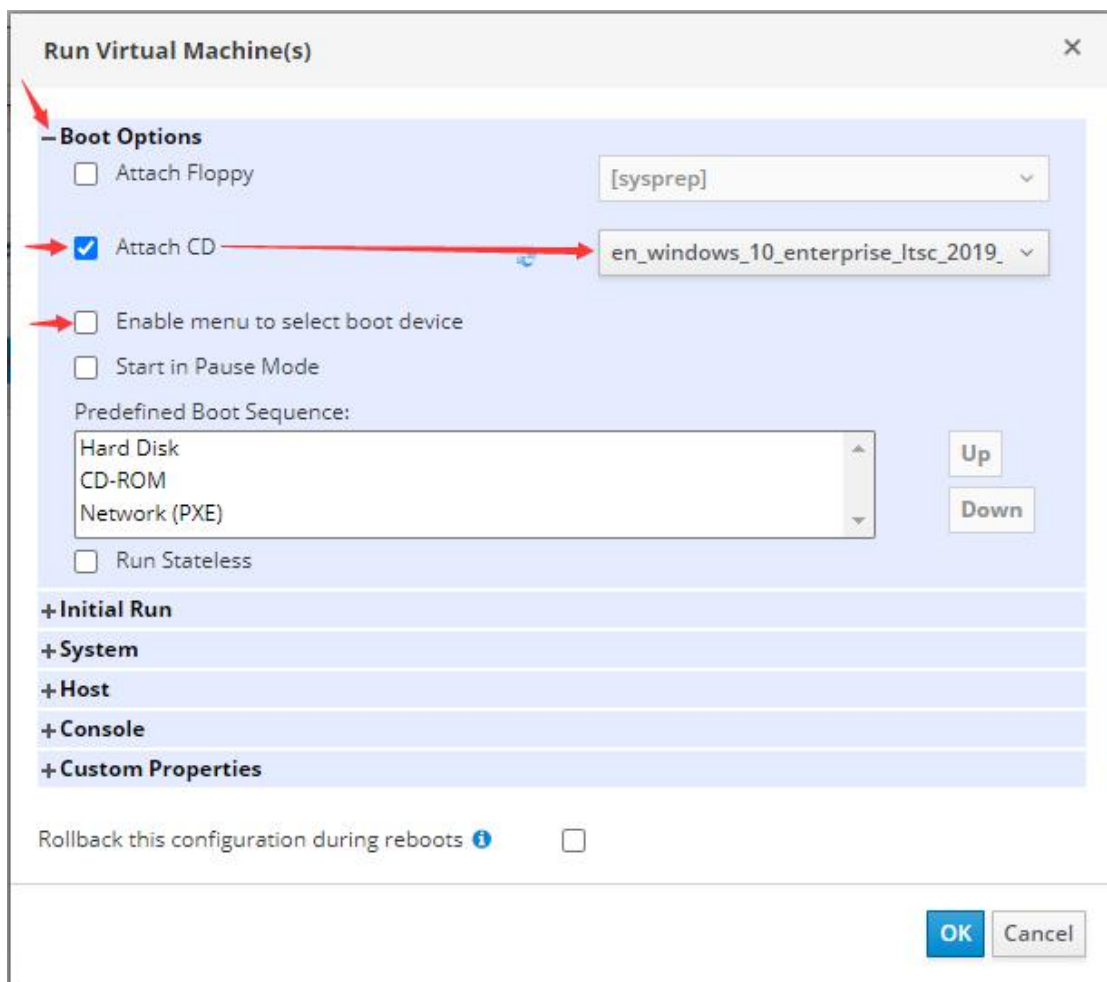 Run Virtual Machine(s)
Boot Options
Attach Floppy
[sysprep]
Attach CD
en_windows_10_enterprise_ltsc_2019_
Enable menu to select boot device
Start in Pause Mode
Predefined Boot Sequence:
Hard Disk
CD-ROM
Network (PXE)
Up
Down
Run Stateless
Initial Run
System
Host
Console
Custom Properties
Rollback this configuration during reboots
OK Cancel